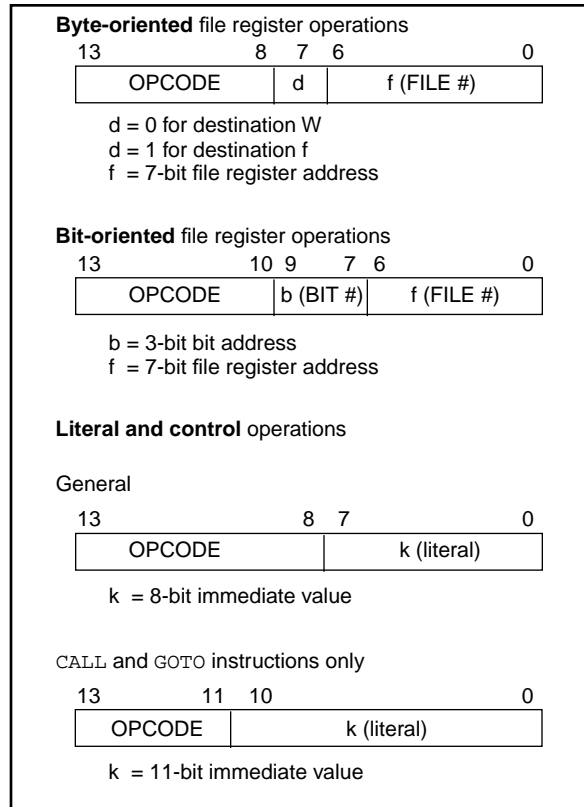 Byte-oriented file register operations
13 8 7 6 0
OPCODE d f (FILE #)
d = 0 for destination W
d = 1 for destination f
f = 7-bit file register address
Bit-oriented file register operations
13 10 9 7 6 0
OPCODE b (BIT #) f (FILE #)
b = 3-bit bit address
f = 7-bit file register address
Literal and control operations
General
13 8 7 0
OPCODE k (literal)
k = 8-bit immediate value
CALL and GOTO instructions only
13 11 10 0
OPCODE k (literal)
k = 11-bit immediate value